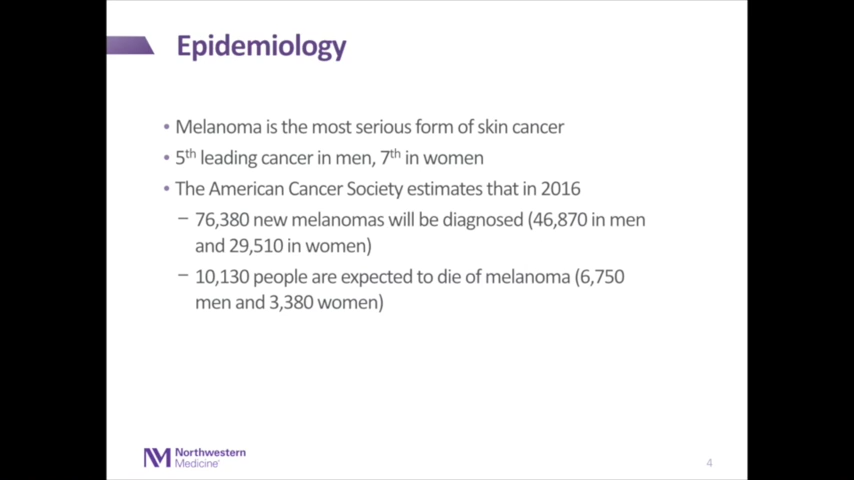 Epidemiology
• Melanoma is the most serious form of skin cancer
• 5th leading cancer in men, 7th in women
• The American Cancer Society estimates that in 2016
– 76,380 new melanomas will be diagnosed (46,870 in men
and 29,510 in women)
– 10,130 people are expected to die of melanoma (6,750
men and 3,380 women)
NM Northwestern
Medicine
4